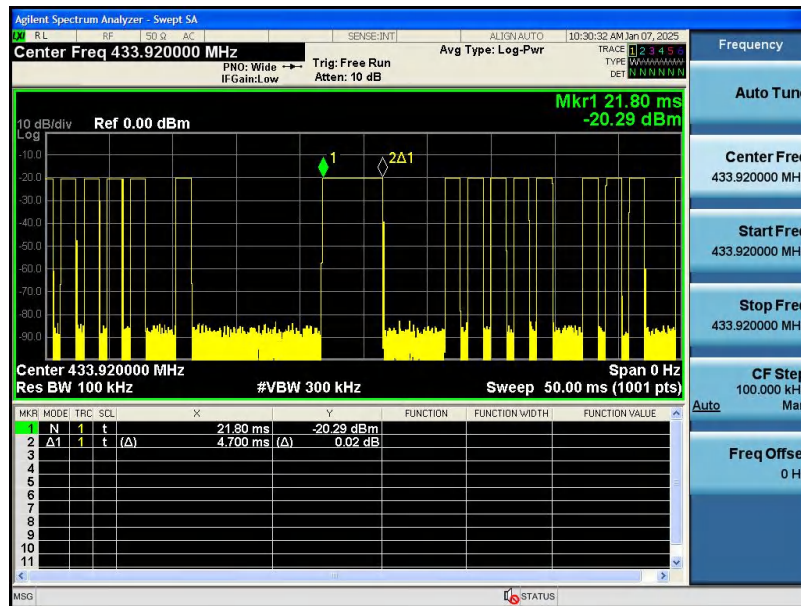 Agilent Spectrum Analyzer - Swept SA
LXI RL RF 50 Ω AC SENSE:INT ALIGN AUTO 10:30:32 AM Jan 07, 2025
Center Freq 433.920000 MHz
PNO: Wide
IFGain:Low
Trig: Free Run
Atten: 10 dB
Avg Type: Log-Pwr
TRACE 1 2 3 4 5 6
TYPE W
DET N N N N N N
Mkr1 21.80 ms
-20.29 dBm
10 dB/div Ref 0.00 dBm
Log
-10.0
-20.0
-30.0
-40.0
-50.0
-60.0
-70.0
-80.0
-90.0
1
2Δ1
Center 433.920000 MHz Span 0 Hz
Res BW 100 kHz #VBW 300 kHz Sweep 50.00 ms (1001 pts)
MKR MODE TRC SCL X Y FUNCTION FUNCTION WIDTH FUNCTION VALUE
1 N 1 t 21.80 ms -20.29 dBm
2 Δ1 1 t (Δ) 4.700 ms (Δ) 0.02 dB
3
4
5
6
7
8
9
10
11
MSG STATUS
Frequency
Auto Tune
Center Freq
433.920000 MH
Start Freq
433.920000 MH
Stop Freq
433.920000 MH
CF Step
100.000 kH
Auto Ma
Freq Offse
0 H